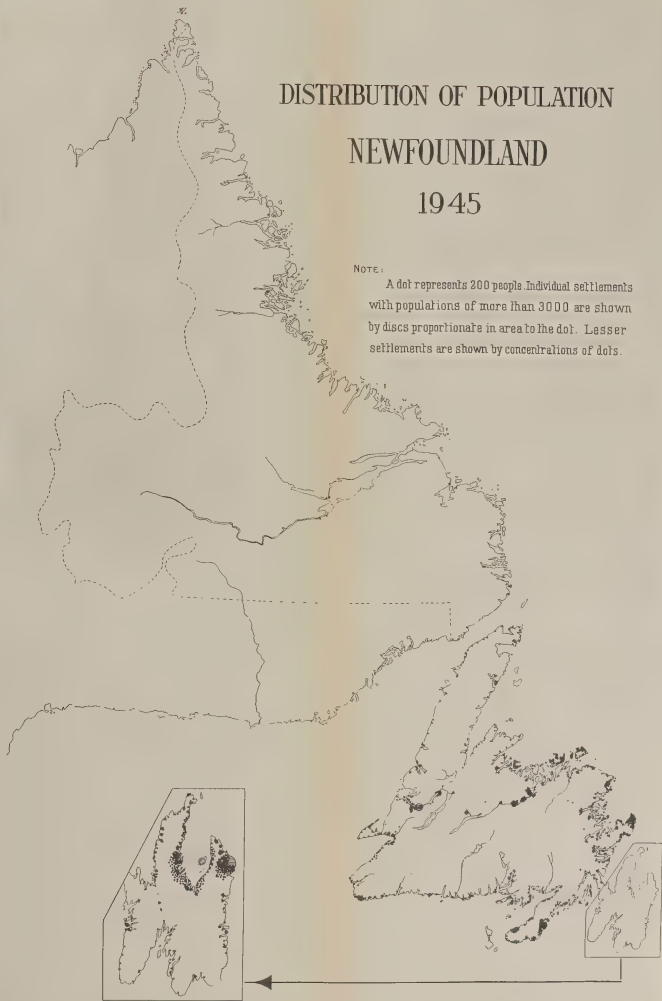 DISTRIBUTION OF POPULATION
NEWFOUNDLAND
1945
NOTE:
A dot represents 200 people. Individual settlements
with populations of more than 3000 are shown
by discs proportionate in area to the dot. Lesser
settlements are shown by concentrations of dots.